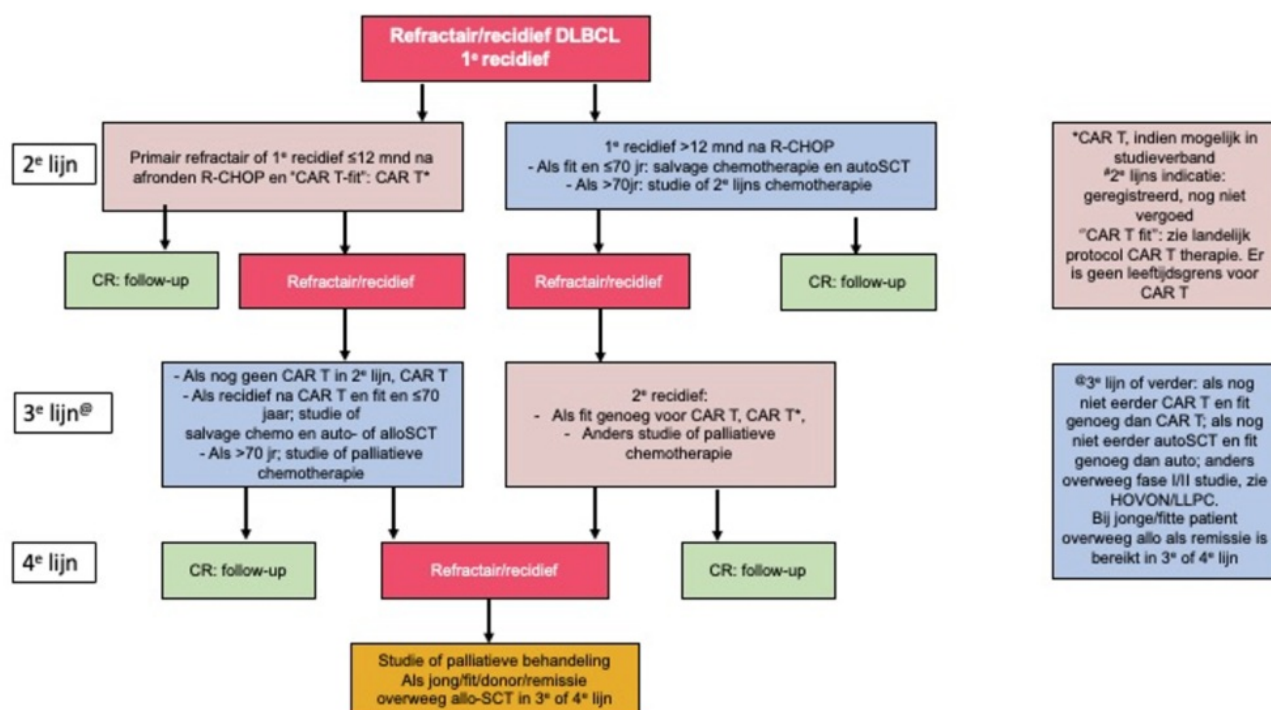 Refractair/recidief DLBCL
1e recidief
2e lijn
Primair refractair of 1e recidief ≤12 mnd na
afronden R-CHOP en "CAR T-fit": CAR T*
1e recidief >12 mnd na R-CHOP
- Als fit en ≤70 jr: salvage chemotherapie en autoSCT
- Als >70jr: studie of 2e lijns chemotherapie
*CAR T, indien mogelijk in
studieverband
#2e lijns indicatie:
geregistreerd, nog niet
vergoed
"CAR T fit": zie landelijk
protocol CAR T therapie. Er
is geen leeftijdsgrens voor
CAR T
CR: follow-up
Refractair/recidief
Refractair/recidief
CR: follow-up
3e lijn@
- Als nog geen CAR T in 2e lijn, CAR T
- Als recidief na CAR T en fit en ≤70
jaar; studie of
salvage chemo en auto- of alloSCT
- Als >70 jr; studie of palliatieve
chemotherapie
2e recidief:
- Als fit genoeg voor CAR T, CAR T*,
- Anders studie of palliatieve
chemotherapie
@3e lijn of verder: als nog
niet eerder CAR T en fit
genoeg dan CAR T; als nog
niet eerder autoSCT en fit
genoeg dan auto; anders
overweeg fase I/II studie, zie
HOVON/LLPC.
Bij jonge/fitte patient
overweeg allo als remissie is
bereikt in 3e of 4e lijn
4e lijn
CR: follow-up
Refractair/recidief
CR: follow-up
Studie of palliatieve behandeling
Als jong/fit/donor/remissie
overweeg allo-SCT in 3e of 4e lijn